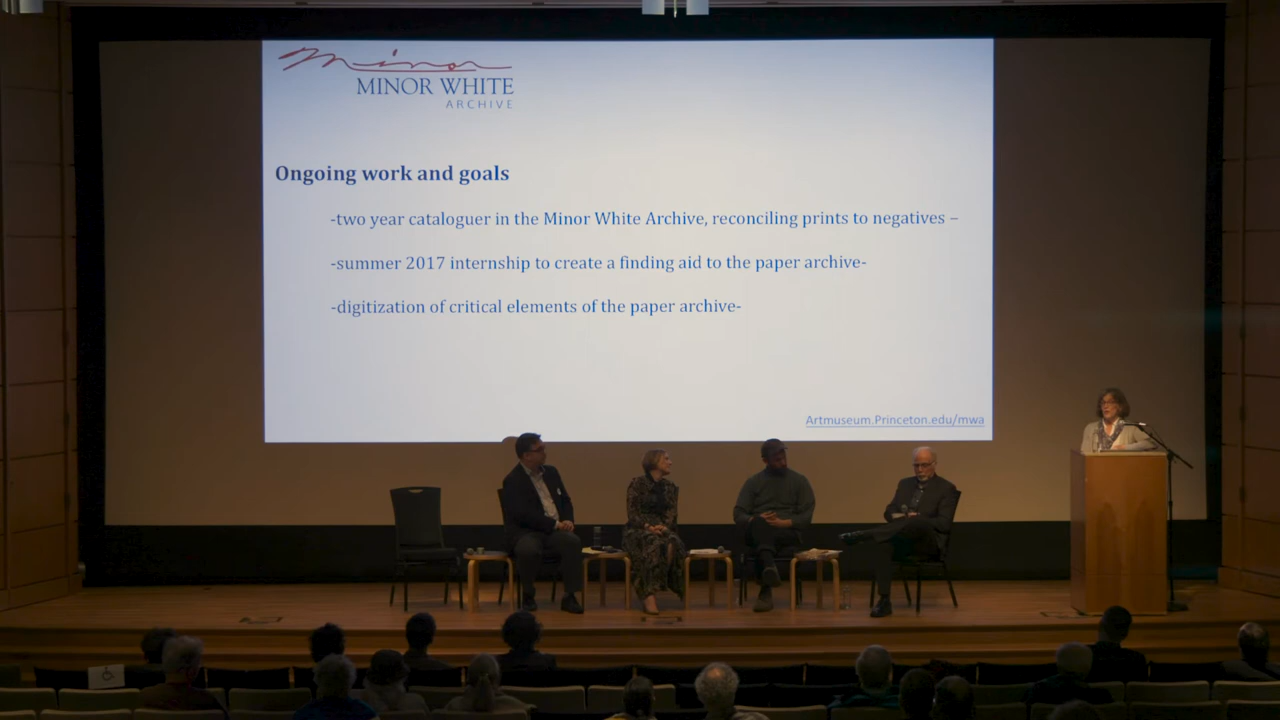 Minor
MINOR WHITE
ARCHIVE
Ongoing work and goals
-two year cataloguer in the Minor White Archive, reconciling prints to negatives –
-summer 2017 internship to create a finding aid to the paper archive-
-digitization of critical elements of the paper archive-
Artmuseum.Princeton.edu/mwa